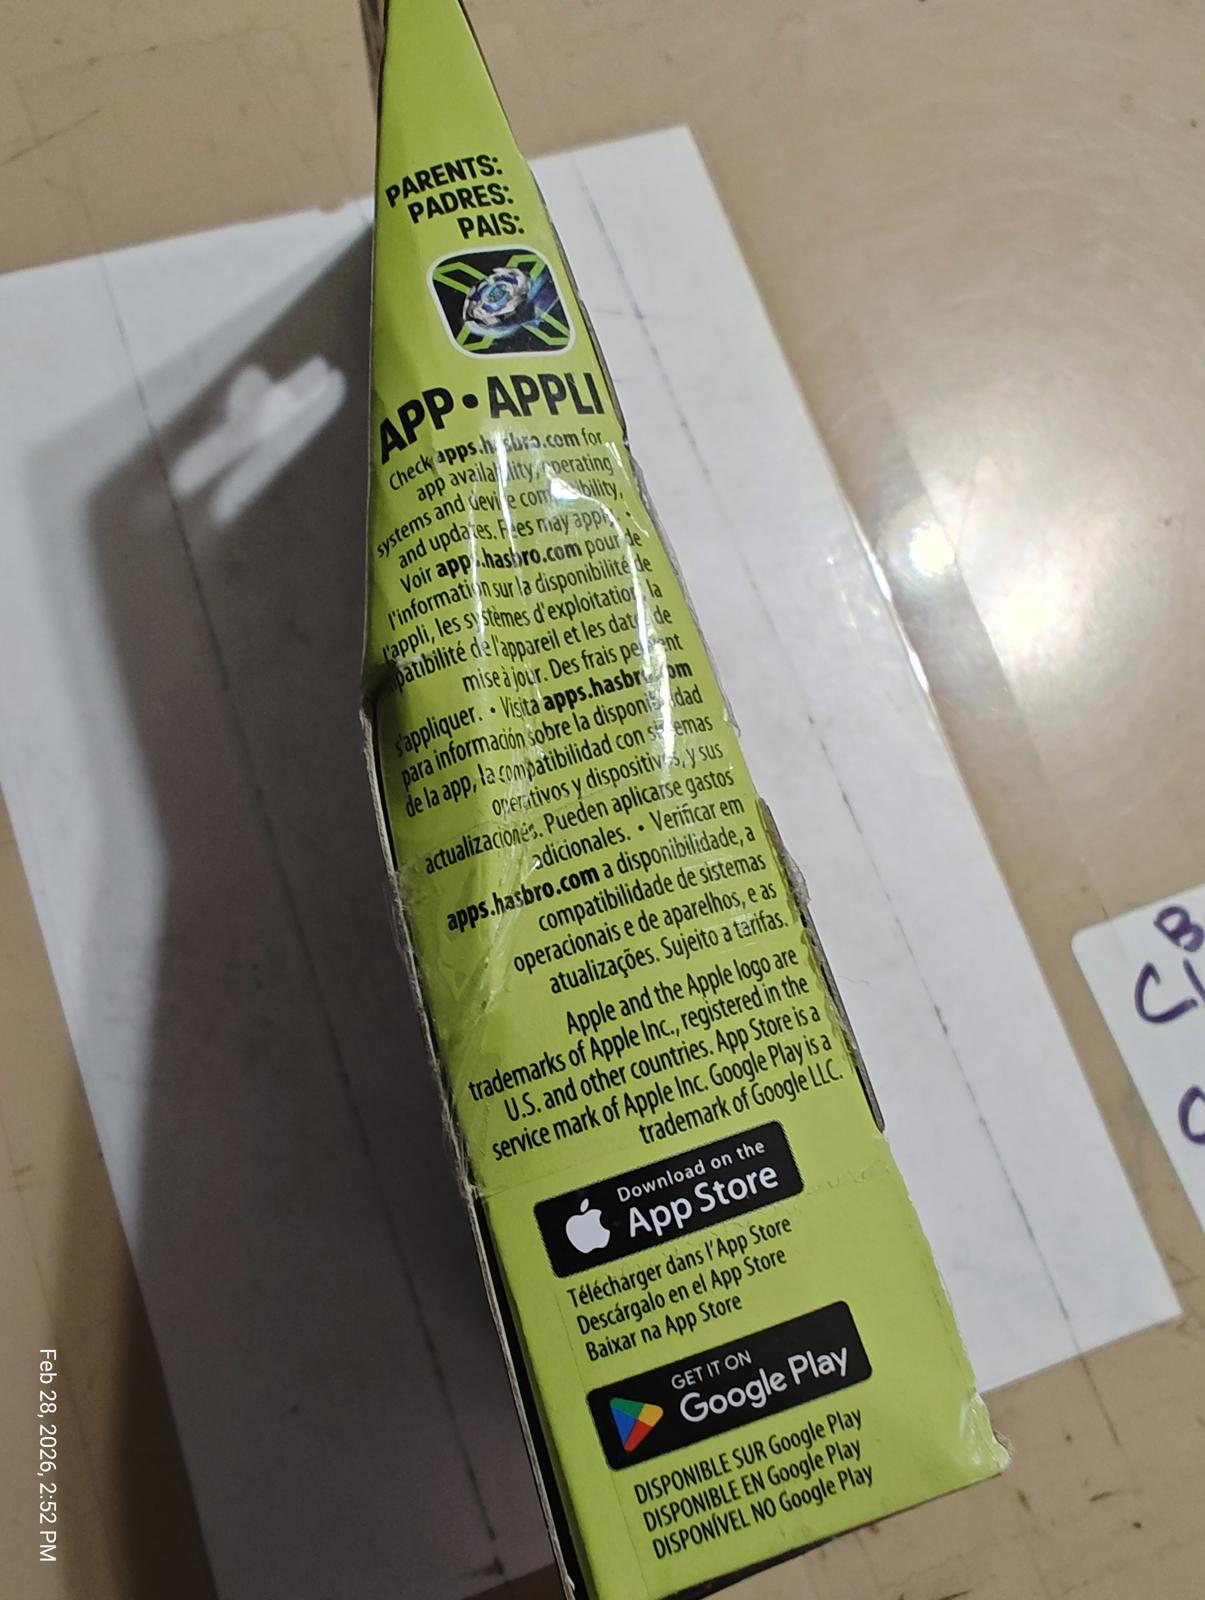 PARENTS:
PADRES:
PAIS:
APP • APPLI
Check apps.hasbro.com for
app availability, operating
systems and device compatibility,
and updates. Fees may apply. •
Voir apps.hasbro.com pour de
l'information sur la disponibilité de
l'appli, les systèmes d'exploitation, la
patibilité de l'appareil et les dates de
mise à jour. Des frais peuvent
s'appliquer. • Visita apps.hasbro.com
para información sobre la disponibilidad
de la app, la compatibilidad con sistemas
operativos y dispositivos, y sus
actualizaciones. Pueden aplicarse gastos
adicionales. • Verificar em
apps.hasbro.com a disponibilidade, a
compatibilidade de sistemas
operacionais e de aparelhos, e as
atualizações. Sujeito a tarifas.
Apple and the Apple logo are
trademarks of Apple Inc., registered in the
U.S. and other countries. App Store is a
service mark of Apple Inc. Google Play is a
trademark of Google LLC.
Download on the
App Store
Télécharger dans l'App Store
Descárgalo en el App Store
Baixar na App Store
GET IT ON
Google Play
DISPONIBLE SUR Google Play
DISPONIBLE EN Google Play
DISPONÍVEL NO Google Play
Feb 28, 2026, 2:52 PM